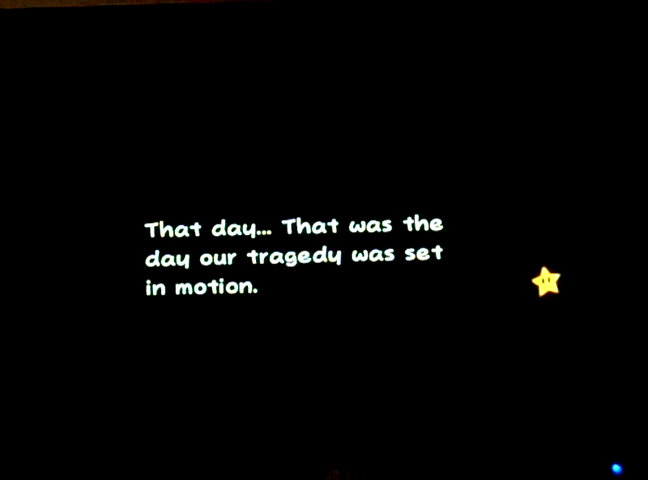 That day... That was the
day our tragedy was set
in motion.